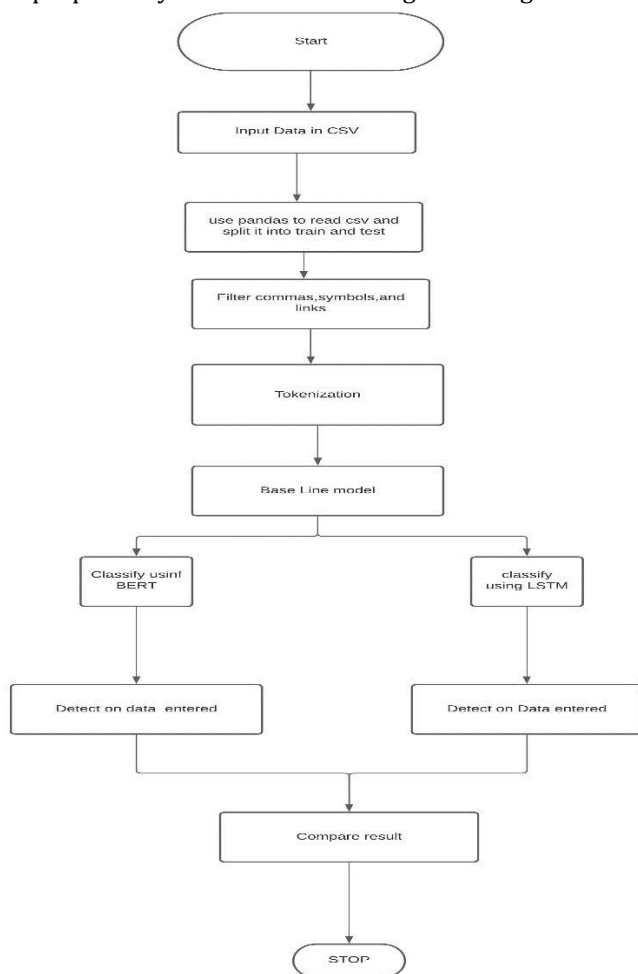 Start
Input Data in CSV
use pandas to read csv and
split it into train and test
Filter commas,symbols,and
links
Tokenization
Base Line model
Classify usinf
BERT
classify
using LSTM
Detect on data entered
Detect on Data entered
Compare result
STOP